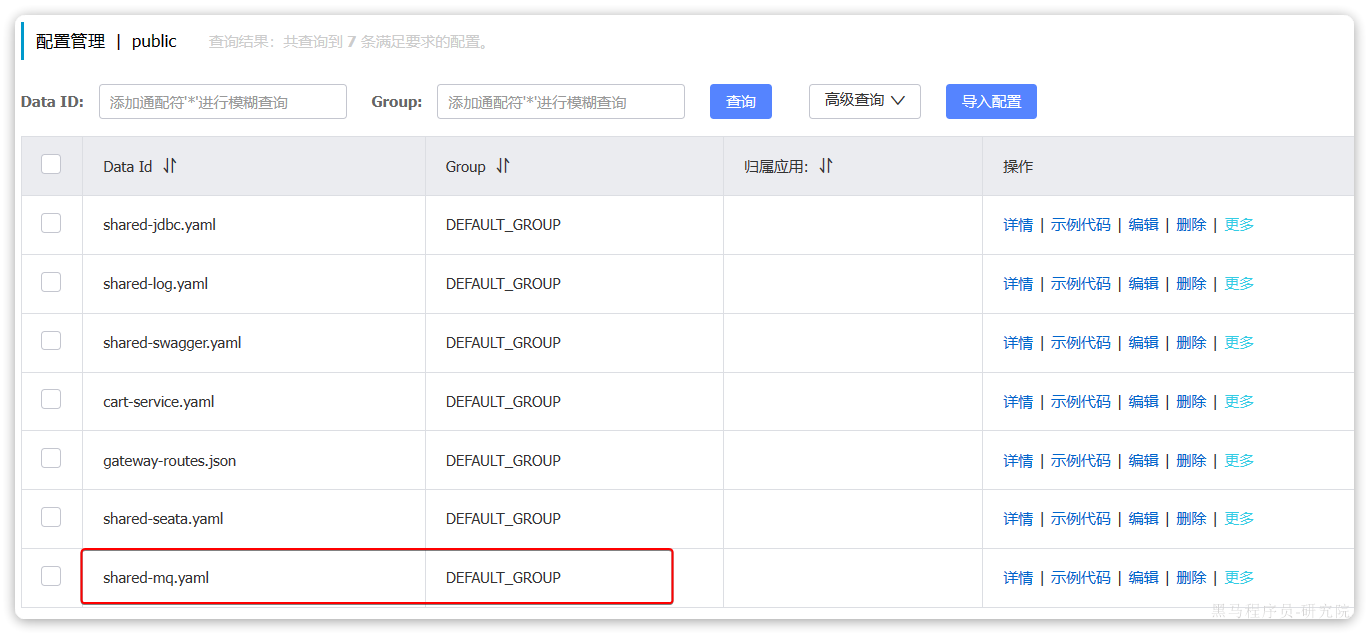 配置管理 | public 查询结果：共查询到 7 条满足要求的配置。
Data ID: 添加通配符'*'进行模糊查询 Group: 添加通配符'*'进行模糊查询 查询 高级查询 导入配置
Data Id Group 归属应用: 操作
shared-jdbc.yaml DEFAULT_GROUP 详情 | 示例代码 | 编辑 | 删除 | 更多
shared-log.yaml DEFAULT_GROUP 详情 | 示例代码 | 编辑 | 删除 | 更多
shared-swagger.yaml DEFAULT_GROUP 详情 | 示例代码 | 编辑 | 删除 | 更多
cart-service.yaml DEFAULT_GROUP 详情 | 示例代码 | 编辑 | 删除 | 更多
gateway-routes.json DEFAULT_GROUP 详情 | 示例代码 | 编辑 | 删除 | 更多
shared-seata.yaml DEFAULT_GROUP 详情 | 示例代码 | 编辑 | 删除 | 更多
shared-mq.yaml DEFAULT_GROUP 详情 | 示例代码 | 编辑 | 删除 | 更多
黑马程序员-研究院